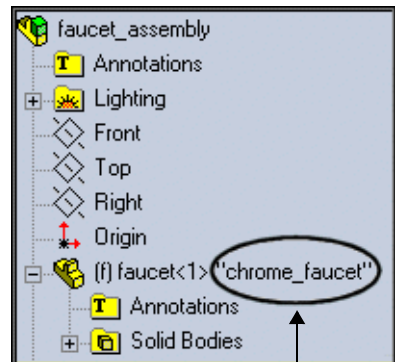 faucet_assembly
Annotations
Lighting
Front
Top
Right
Origin
(f) faucet<1> "chrome_faucet"
Annotations
Solid Bodies